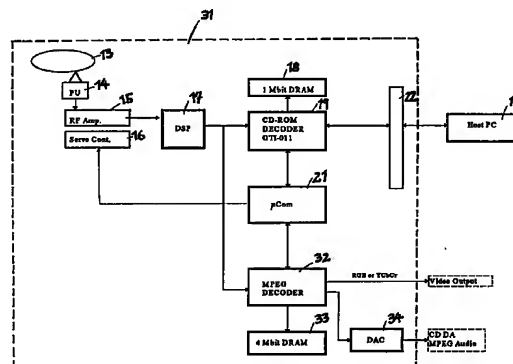 31
13
PU
14
15
RF Amp.
16
Servo Cont.
17
DSP
18
1 Mbit DRAM
19
CD-ROM
DECODER
GTI-011
22
1
Host PC
21
µCom
32
MPEG
DECODER
RGB or YCbCr
Video Output
33
4 Mbit DRAM
34
DAC
CD DA
MPEG Audio